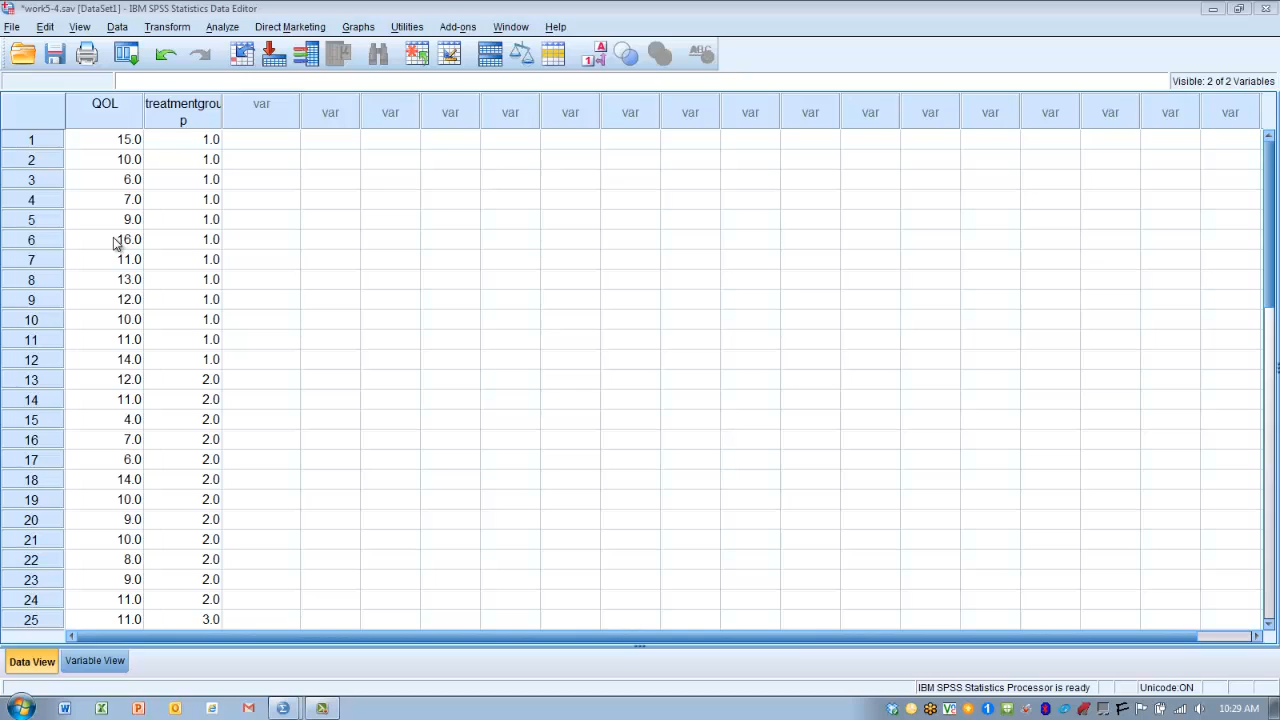 *work5-4.sav [DataSet1] - IBM SPSS Statistics Data Editor
File Edit View Data Transform Analyze Direct Marketing Graphs Utilities Add-ons Window Help
Visible: 2 of 2 Variables
QOL treatmentgroup var var var var var var var var var var var var var var var var var
1 15.0 1.0
2 10.0 1.0
3 6.0 1.0
4 7.0 1.0
5 9.0 1.0
6 16.0 1.0
7 11.0 1.0
8 13.0 1.0
9 12.0 1.0
10 10.0 1.0
11 11.0 1.0
12 14.0 1.0
13 12.0 2.0
14 11.0 2.0
15 4.0 2.0
16 7.0 2.0
17 6.0 2.0
18 14.0 2.0
19 10.0 2.0
20 9.0 2.0
21 10.0 2.0
22 8.0 2.0
23 9.0 2.0
24 11.0 2.0
25 11.0 3.0
Data View Variable View
IBM SPSS Statistics Processor is ready Unicode:ON
10:29 AM